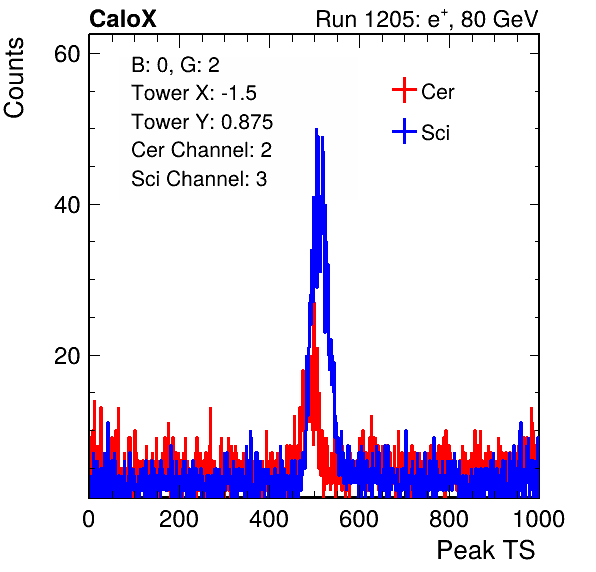 CaloX Run 1205: e+, 80 GeV
Counts
B: 0, G: 2
Tower X: -1.5
Tower Y: 0.875
Cer Channel: 2
Sci Channel: 3
Cer
Sci
60
40
20
0 200 400 600 800 1000
Peak TS